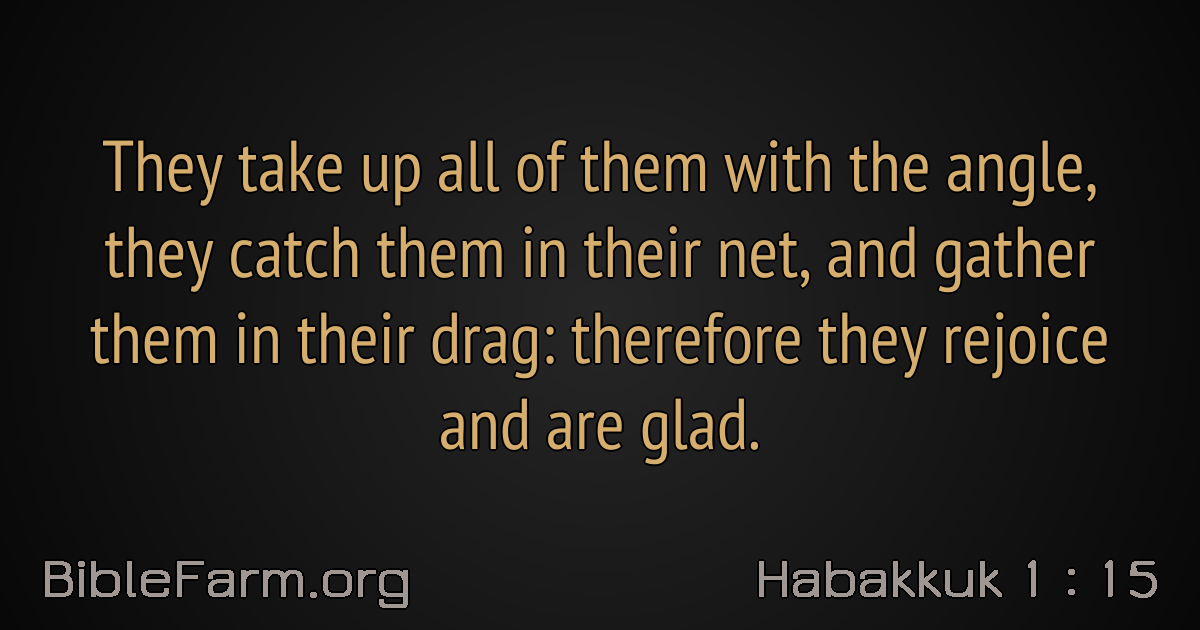 They take up all of them with the angle,
they catch them in their net, and gather
them in their drag: therefore they rejoice
and are glad.
BibleFarm.org
Habakkuk 1 : 15